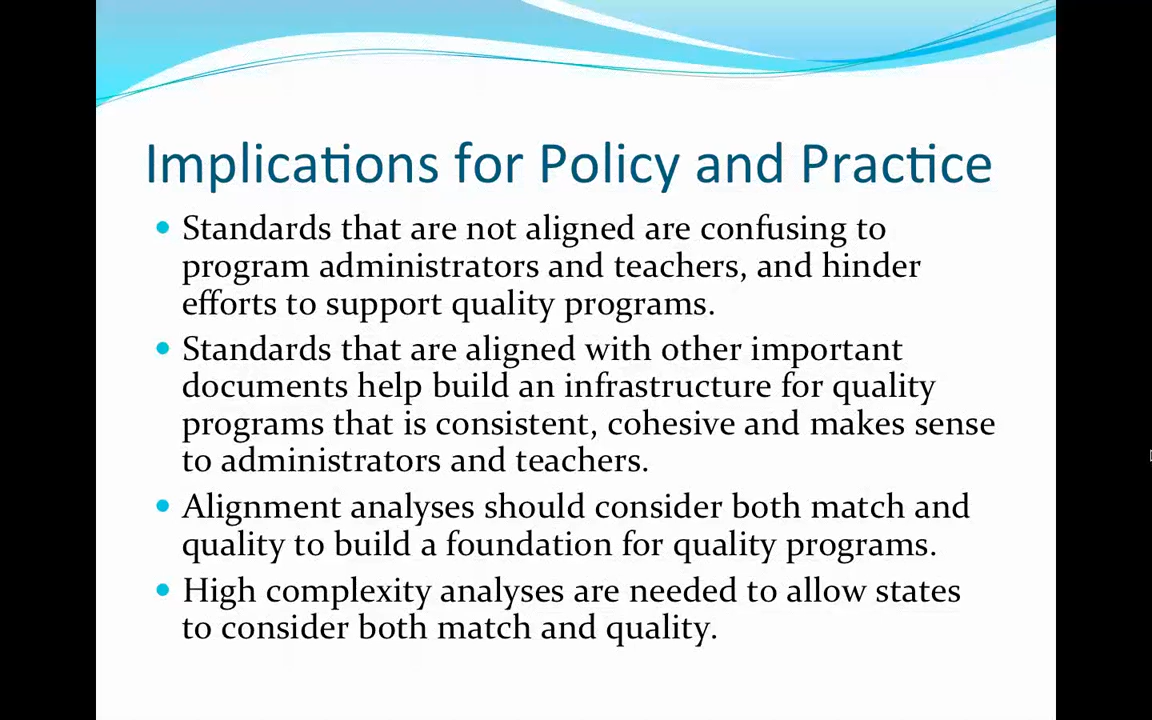 Implications for Policy and Practice
• Standards that are not aligned are confusing to
program administrators and teachers, and hinder
efforts to support quality programs.
• Standards that are aligned with other important
documents help build an infrastructure for quality
programs that is consistent, cohesive and makes sense
to administrators and teachers.
• Alignment analyses should consider both match and
quality to build a foundation for quality programs.
• High complexity analyses are needed to allow states
to consider both match and quality.